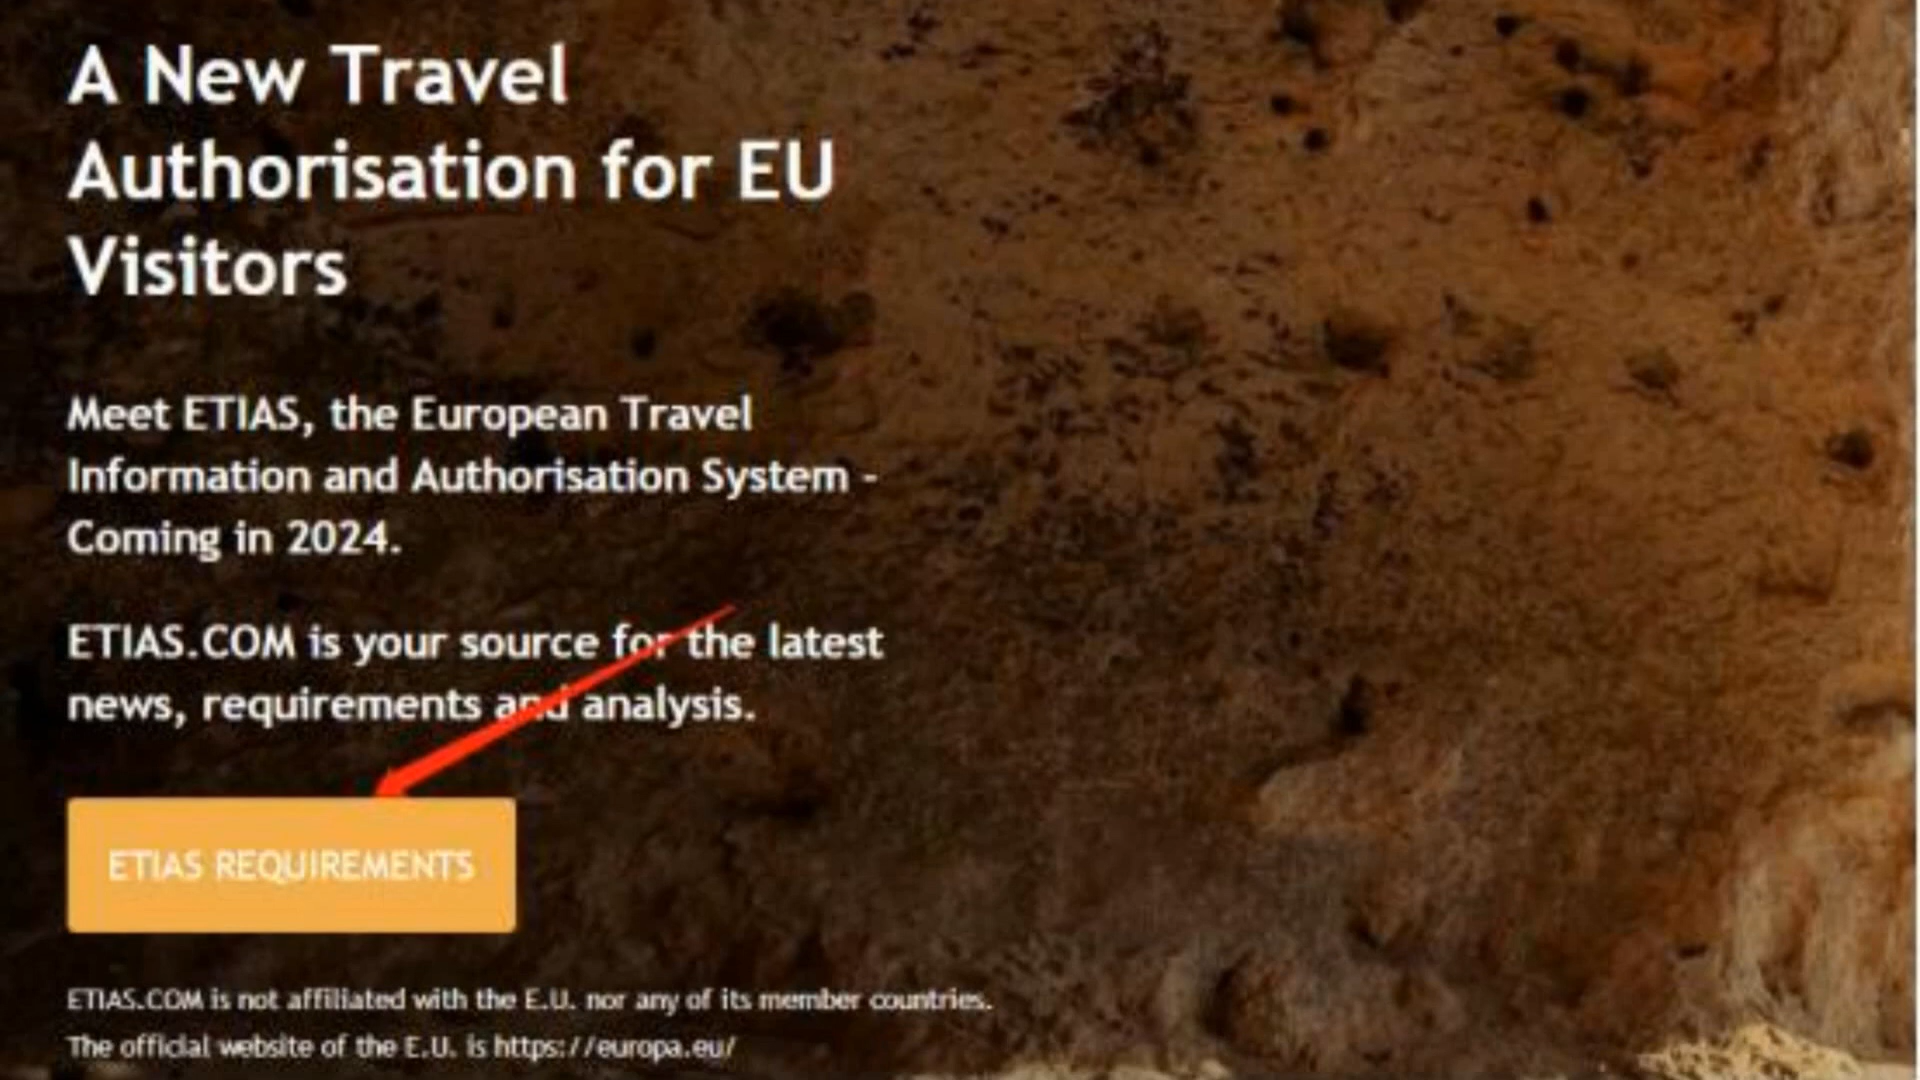 A New Travel
Authorisation for EU
Visitors
Meet ETIAS, the European Travel
Information and Authorisation System -
Coming in 2024.
ETIAS.COM is your source for the latest
news, requirements and analysis.
ETIAS REQUIREMENTS
ETIAS.COM is not affiliated with the E.U. nor any of its member countries.
The official website of the E.U. is https://europa.eu/